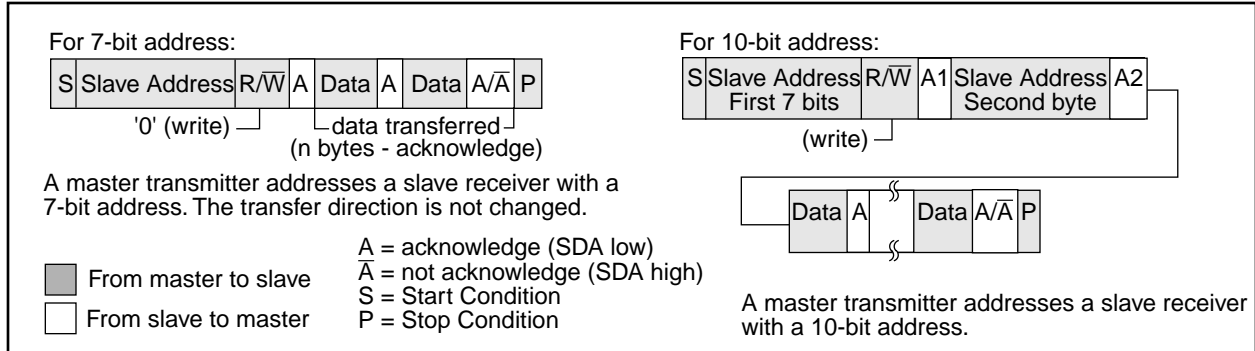 For 7-bit address:
S Slave Address R/W̅ A Data A Data A/A̅ P
'0' (write)
data transferred
(n bytes - acknowledge)
A master transmitter addresses a slave receiver with a
7-bit address. The transfer direction is not changed.
From master to slave
From slave to master
A = acknowledge (SDA low)
A̅ = not acknowledge (SDA high)
S = Start Condition
P = Stop Condition
For 10-bit address:
S Slave Address R/W̅ A1 Slave Address A2
First 7 bits Second byte
(write)
Data A Data A/A̅ P
A master transmitter addresses a slave receiver
with a 10-bit address.